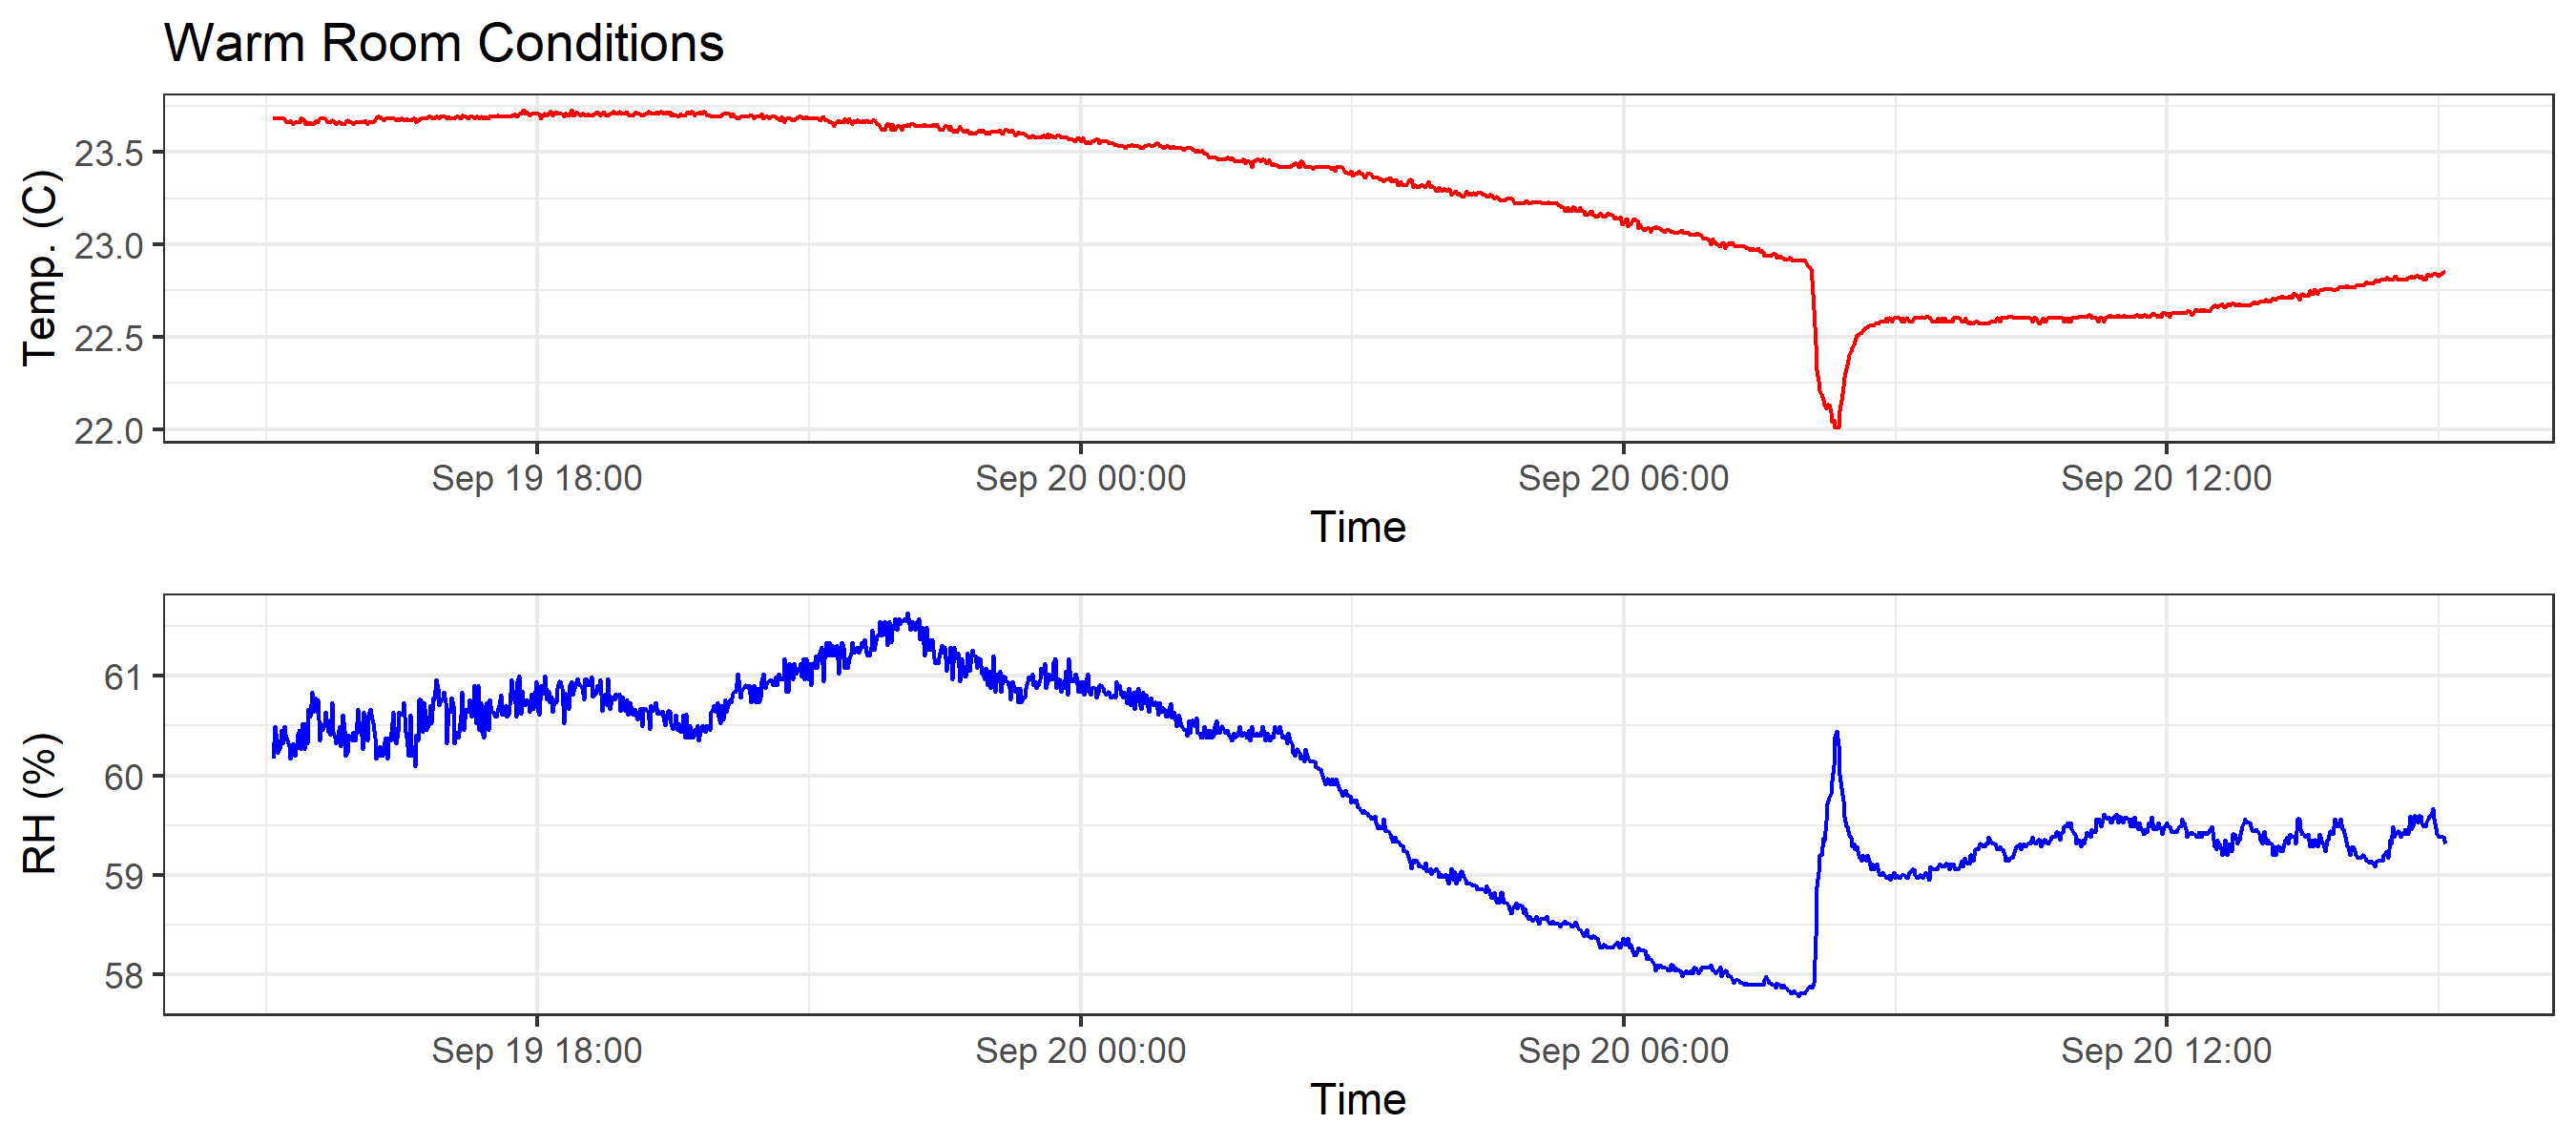 Warm Room Conditions
Temp. (C)
23.5
23.0
22.5
22.0
Sep 19 18:00 Sep 20 00:00 Sep 20 06:00 Sep 20 12:00
Time
RH (%)
61
60
59
58
Sep 19 18:00 Sep 20 00:00 Sep 20 06:00 Sep 20 12:00
Time